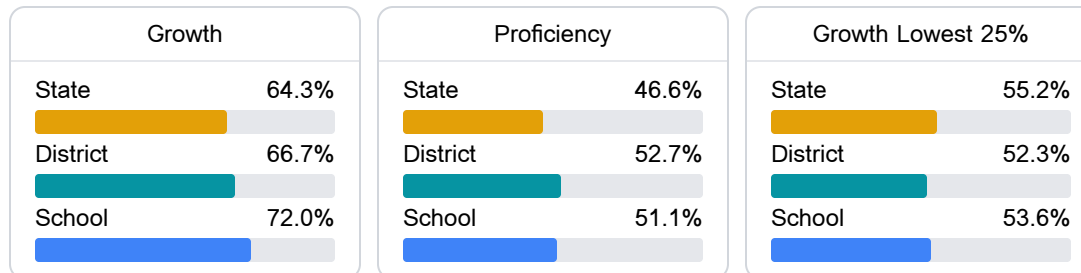 Growth
State 64.3%
District 66.7%
School 72.0%
Proficiency
State 46.6%
District 52.7%
School 51.1%
Growth Lowest 25%
State 55.2%
District 52.3%
School 53.6%